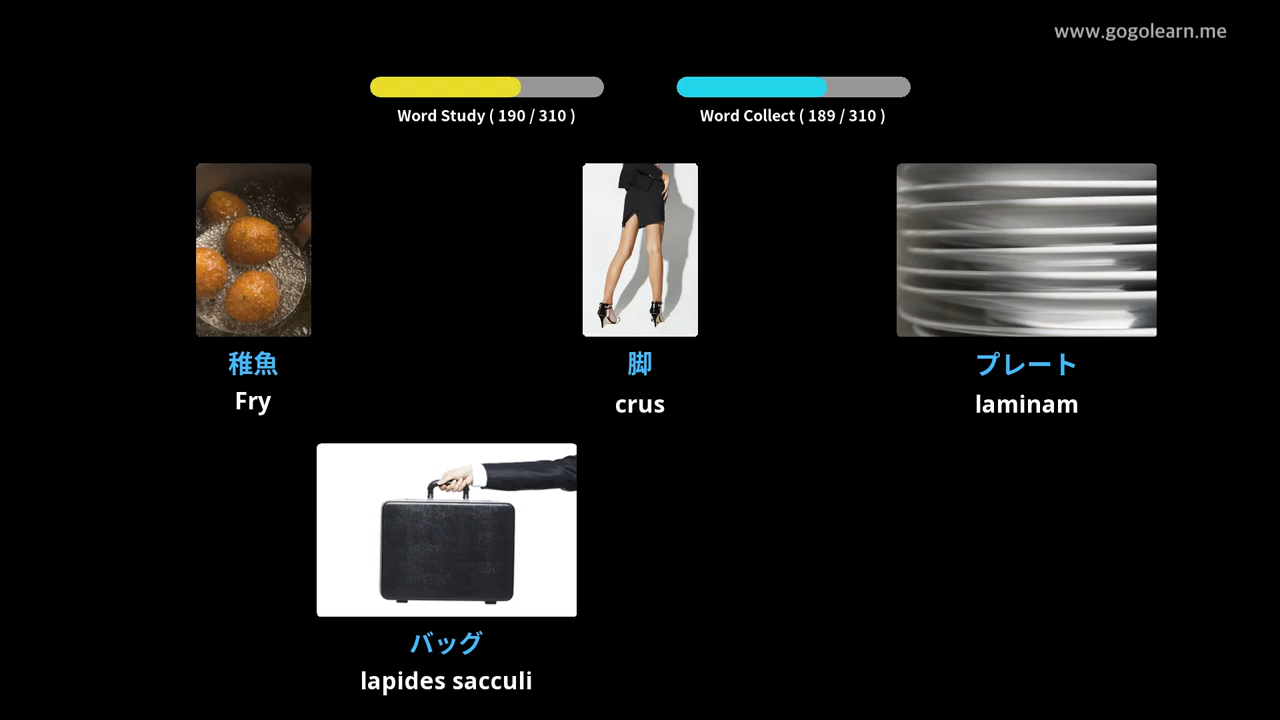 www.gogolearn.me
Word Study ( 190 / 310 )
Word Collect ( 189 / 310 )
稚魚
Fry
脚
crus
プレート
laminam
バッグ
lapides sacculi